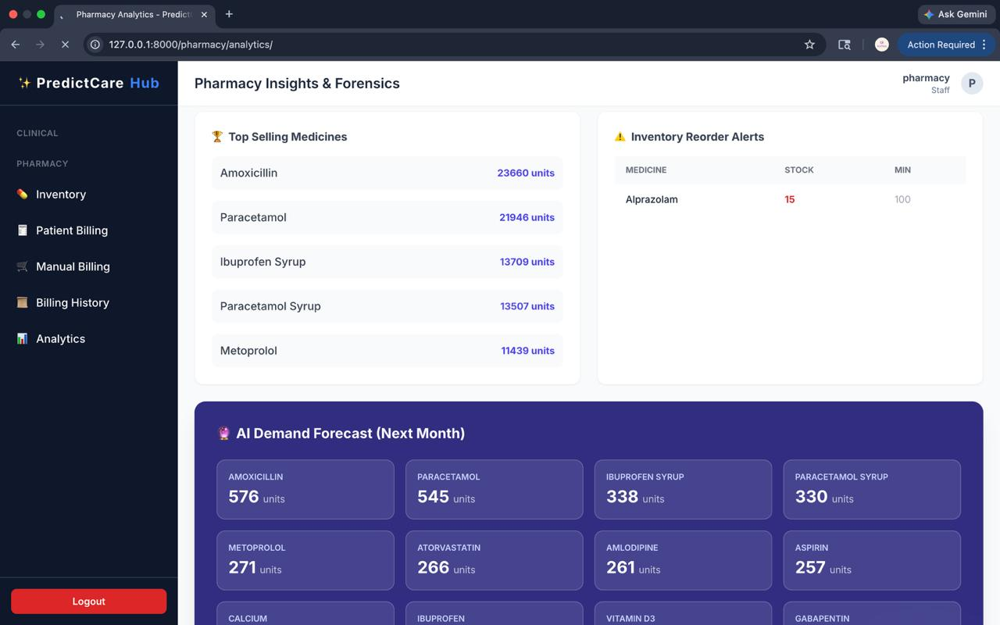 Pharmacy Analytics - Predict
Ask Gemini
127.0.0.1:8000/pharmacy/analytics/
Action Required
PredictCare Hub
Pharmacy Insights & Forensics
pharmacy
Staff
P
CLINICAL
PHARMACY
Inventory
Patient Billing
Manual Billing
Billing History
Analytics
Logout
Top Selling Medicines
Amoxicillin 23660 units
Paracetamol 21946 units
Ibuprofen Syrup 13709 units
Paracetamol Syrup 13507 units
Metoprolol 11439 units
Inventory Reorder Alerts
MEDICINE STOCK MIN
Alprazolam 15 100
AI Demand Forecast (Next Month)
AMOXICILLIN
576 units
PARACETAMOL
545 units
IBUPROFEN SYRUP
338 units
PARACETAMOL SYRUP
330 units
METOPROLOL
271 units
ATORVASTATIN
266 units
AMLODIPINE
261 units
ASPIRIN
257 units
CALCIUM
IBUPROFEN
VITAMIN D3
GABAPENTIN